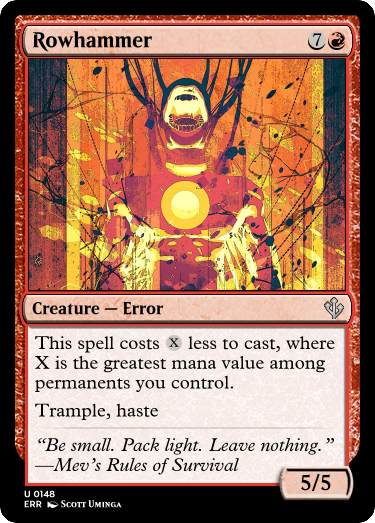 Rowhammer 7
Creature — Error
This spell costs X less to cast, where
X is the greatest mana value among
permanents you control.
Trample, haste
“Be small. Pack light. Leave nothing.”
—Mev’s Rules of Survival
5/5
U 0148
ERR Scott Uminga